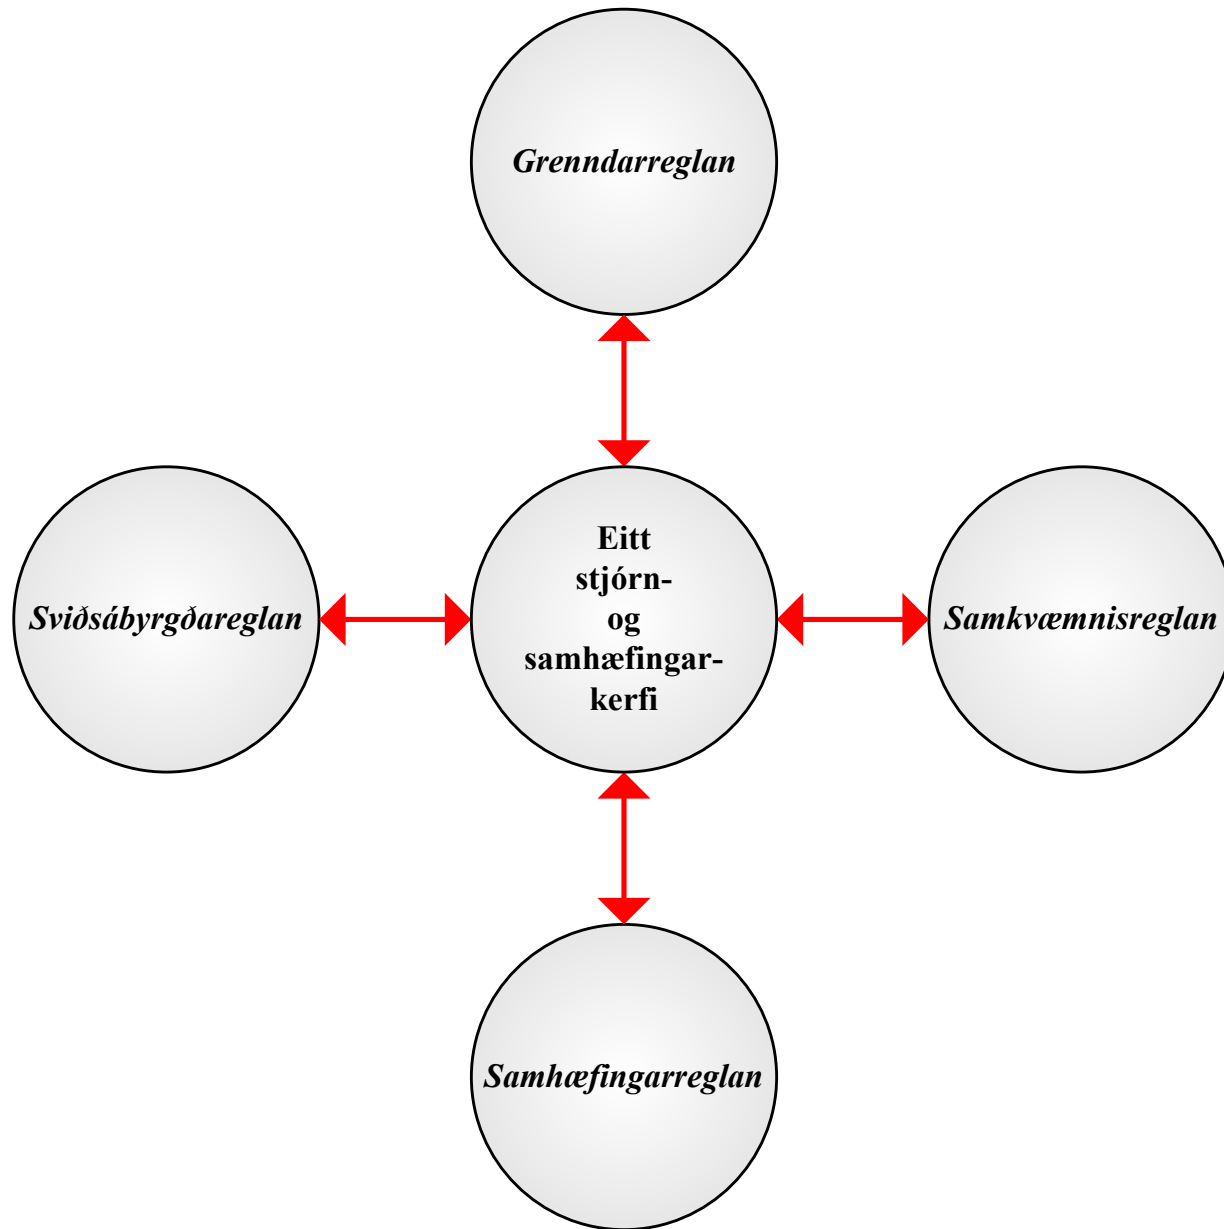 Grenndarreglan
Sviðsábyrgðareglan
Eitt
stjórn-
og
samhæfingar-
kerfi
Samkvæmnisreglan
Samhæfingarreglan